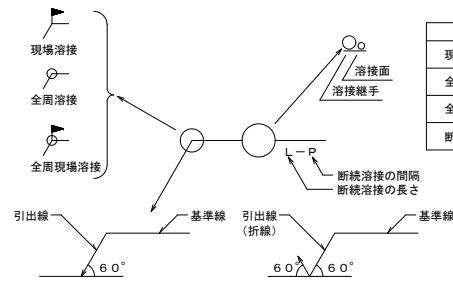 現場溶接
全周溶接
全周現場溶接
溶接面
溶接継手
L-P
断続溶接の間隔
断続溶接の長さ
引出線
基準線
60°
引出線
(折線)
基準線
60°
60°
現
全
全
断